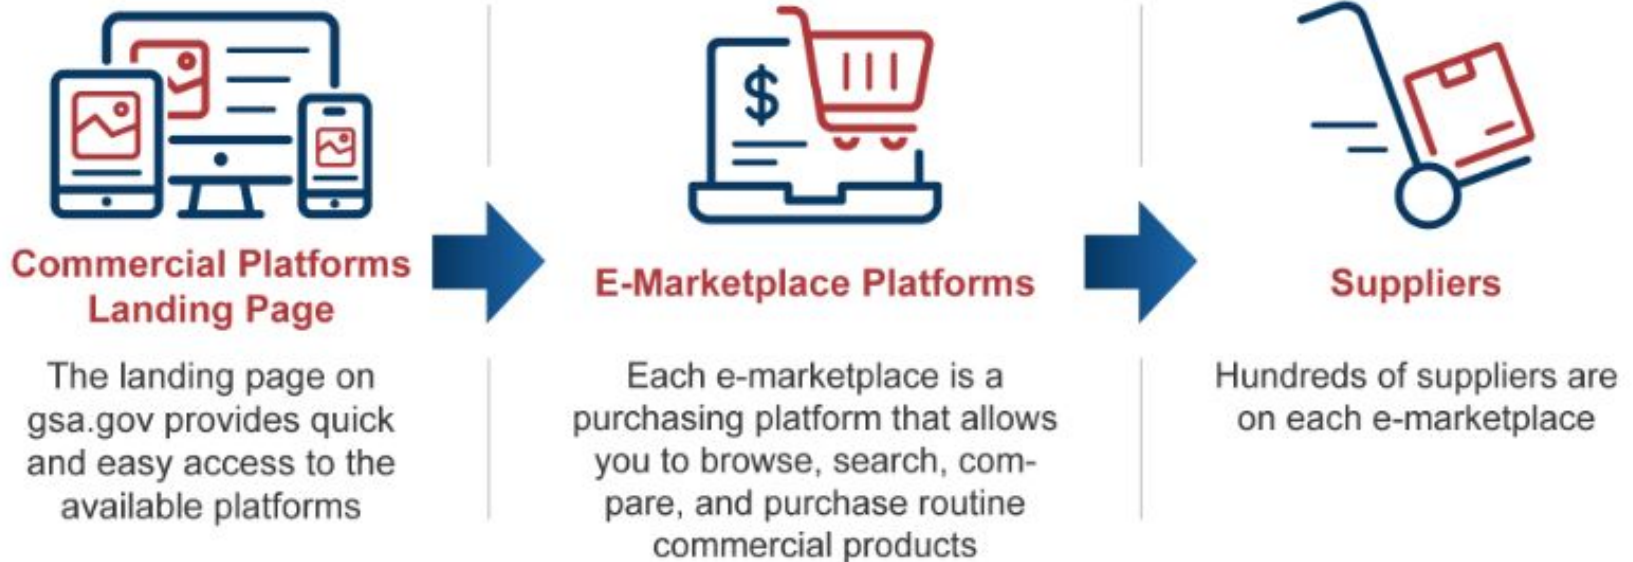 Commercial Platforms
Landing Page
The landing page on
gsa.gov provides quick
and easy access to the
available platforms
$
E-Marketplace Platforms
Each e-marketplace is a
purchasing platform that allows
you to browse, search, com-
pare, and purchase routine
commercial products
Suppliers
Hundreds of suppliers are
on each e-marketplace